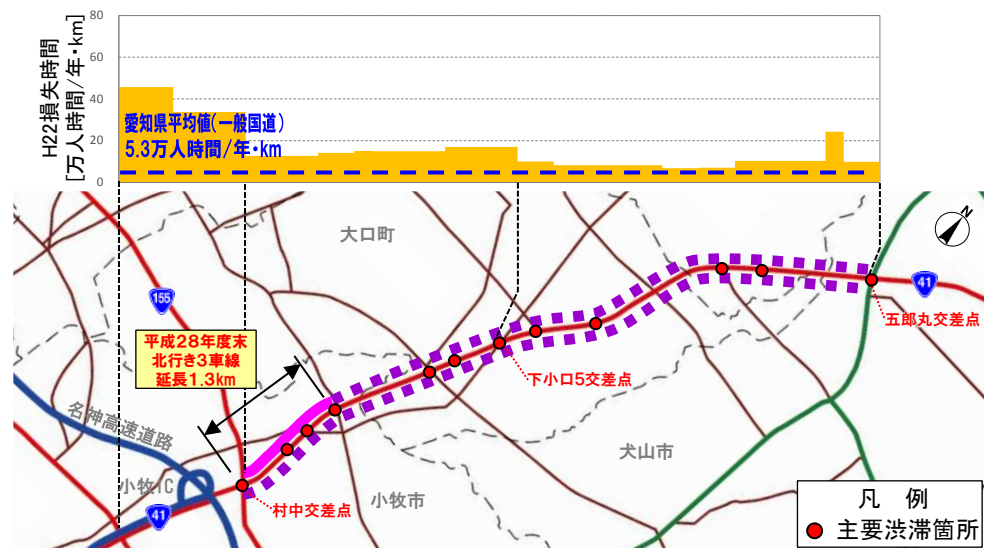 H22損失時間
[万人時間/年・km]
80
60
40
20
0
愛知県平均値(一般国道)
5.3万人時間/年・km
大口町
N
155
41
平成28年度末
北行き3車線
延長1.3km
五郎丸交差点
下小口5交差点
名神高速道路
犬山市
小牧IC
小牧市
村中交差点
41
凡 例
主要渋滞箇所